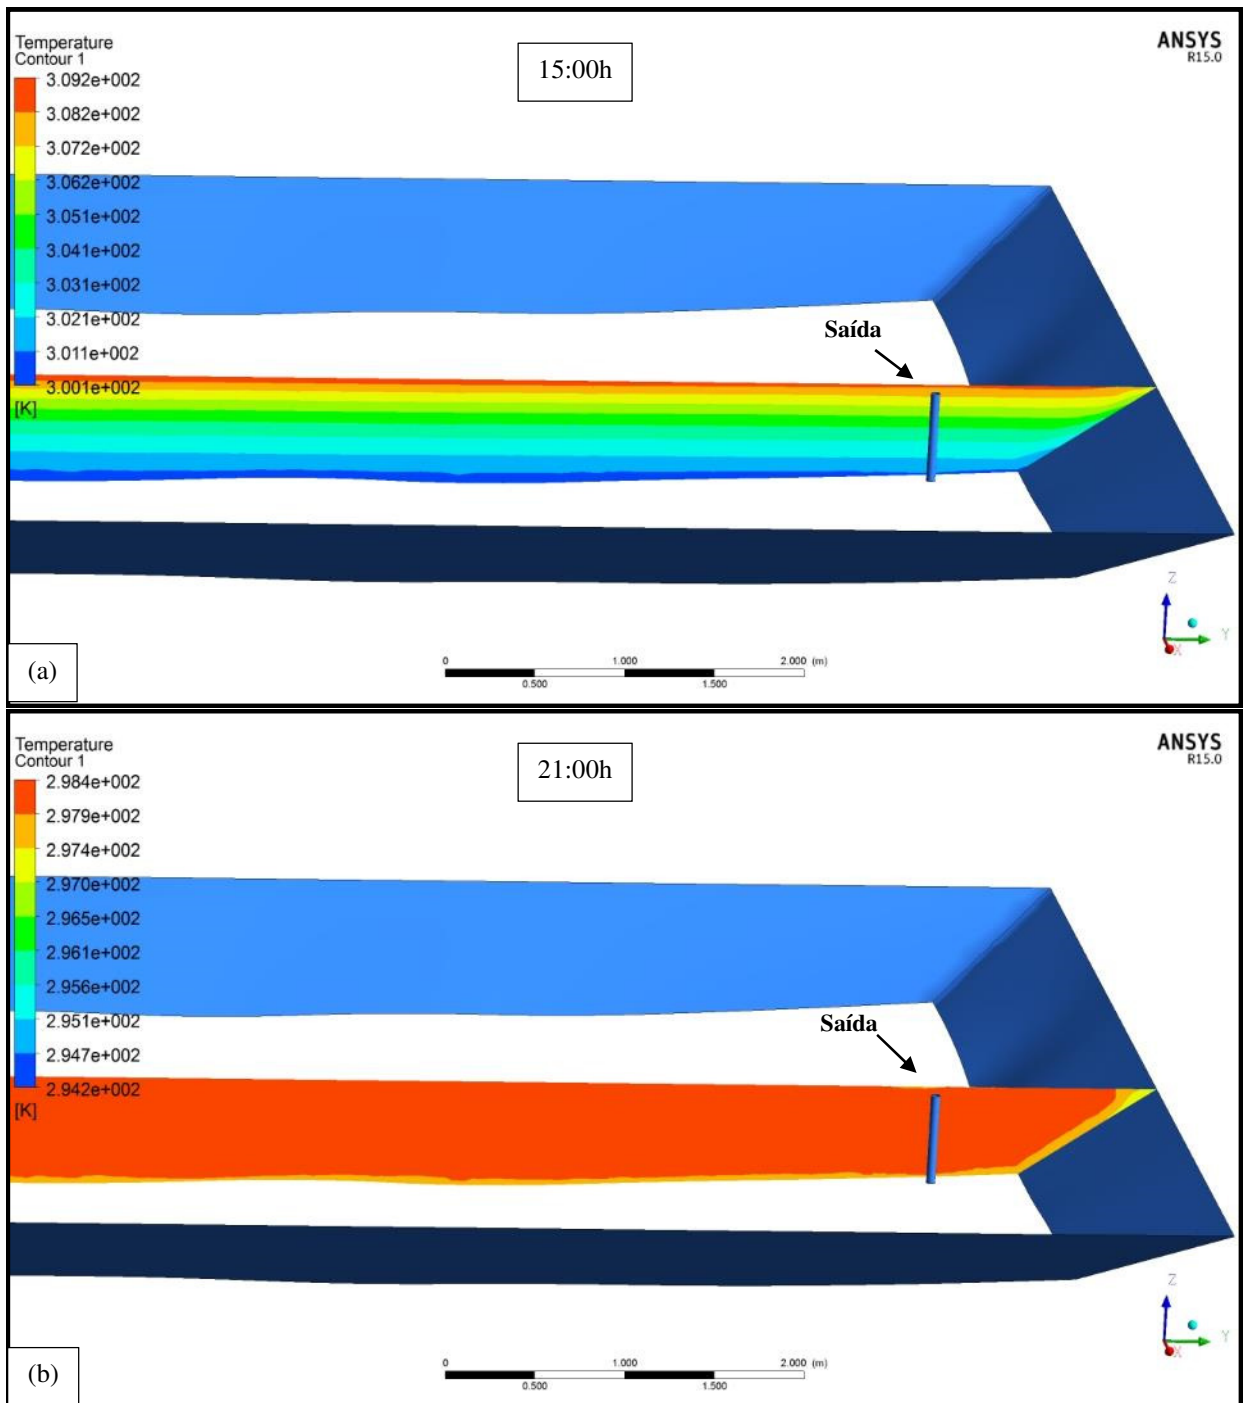 Temperature
Contour 1
3.092e+002
3.082e+002
3.072e+002
3.062e+002
3.051e+002
3.041e+002
3.031e+002
3.021e+002
3.011e+002
3.001e+002
[K]
15:00h
ANSYS
R15.0
Saída
Z
Y
X
0 1.000 2.000 (m)
0.500 1.500
(a)
Temperature
Contour 1
2.984e+002
2.979e+002
2.974e+002
2.970e+002
2.965e+002
2.961e+002
2.956e+002
2.951e+002
2.947e+002
2.942e+002
[K]
21:00h
ANSYS
R15.0
Saída
Z
Y
X
0 1.000 2.000 (m)
0.500 1.500
(b)